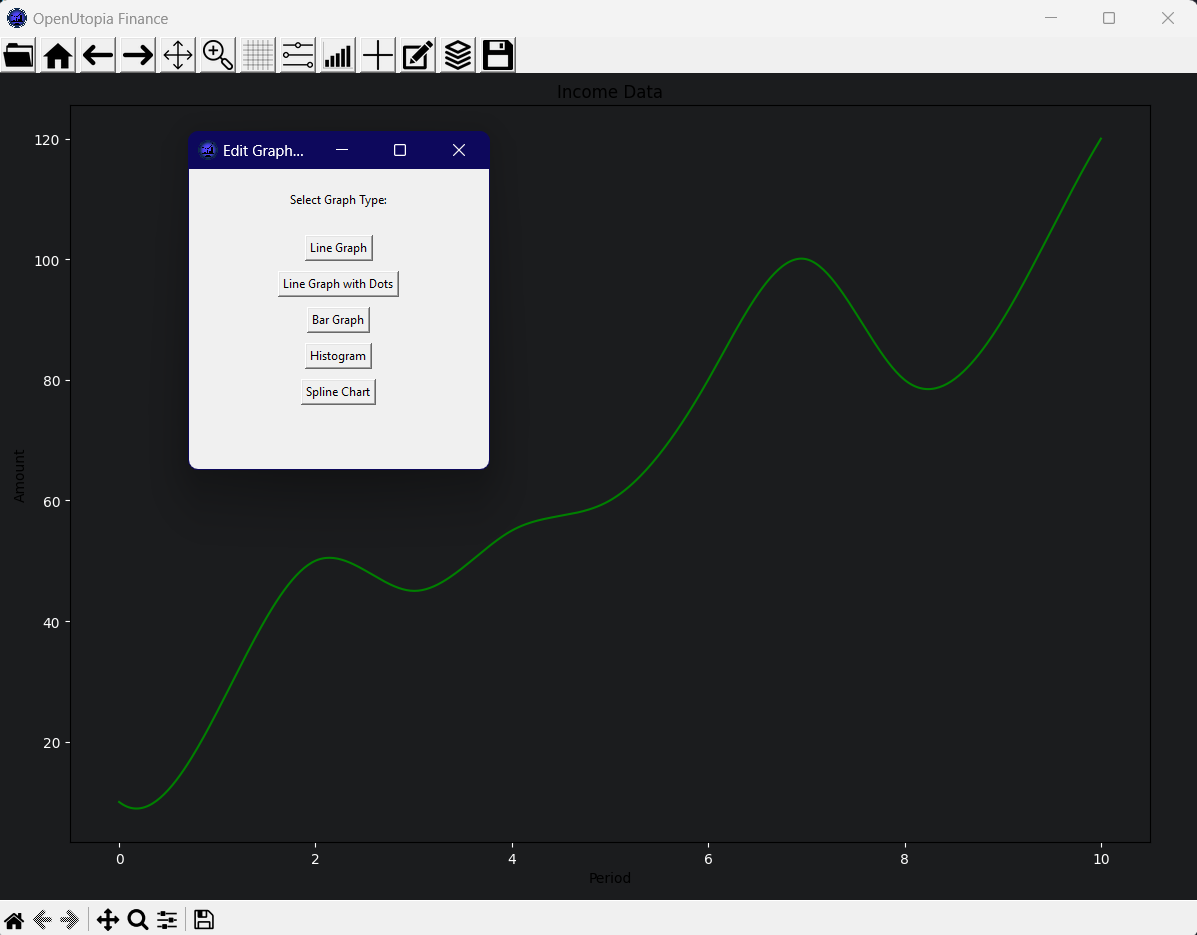 OpenUtopia Finance
Income Data
120
100
80
60
40
20
Amount
0 2 4 6 8 10
Period
Edit Graph...
Select Graph Type:
Line Graph
Line Graph with Dots
Bar Graph
Histogram
Spline Chart